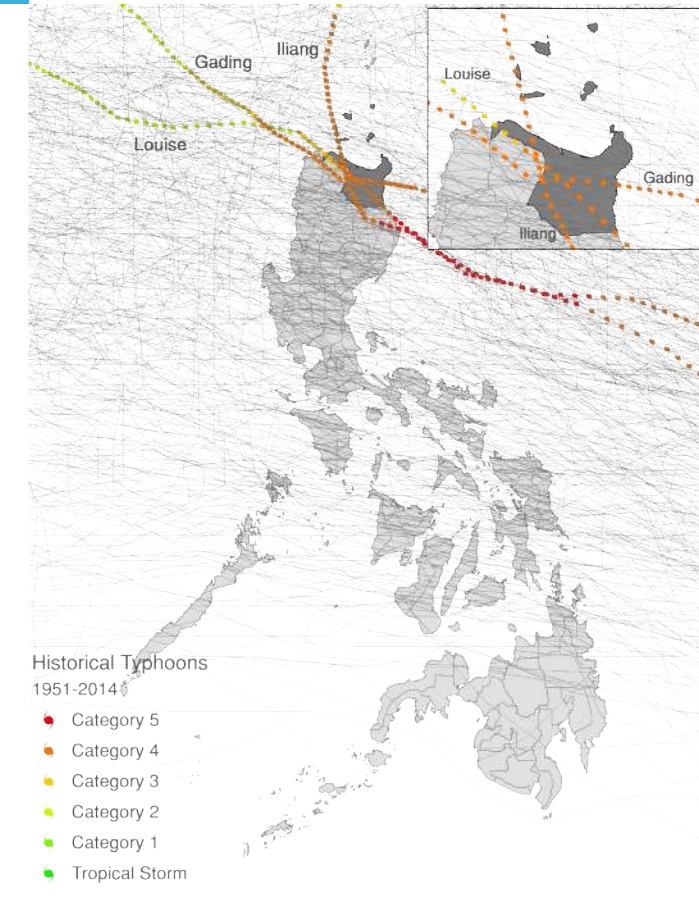 Iliang
Gading
Louise
Louise
Gading
Iliang
Historical Typhoons
1951-2014
Category 5
Category 4
Category 3
Category 2
Category 1
Tropical Storm